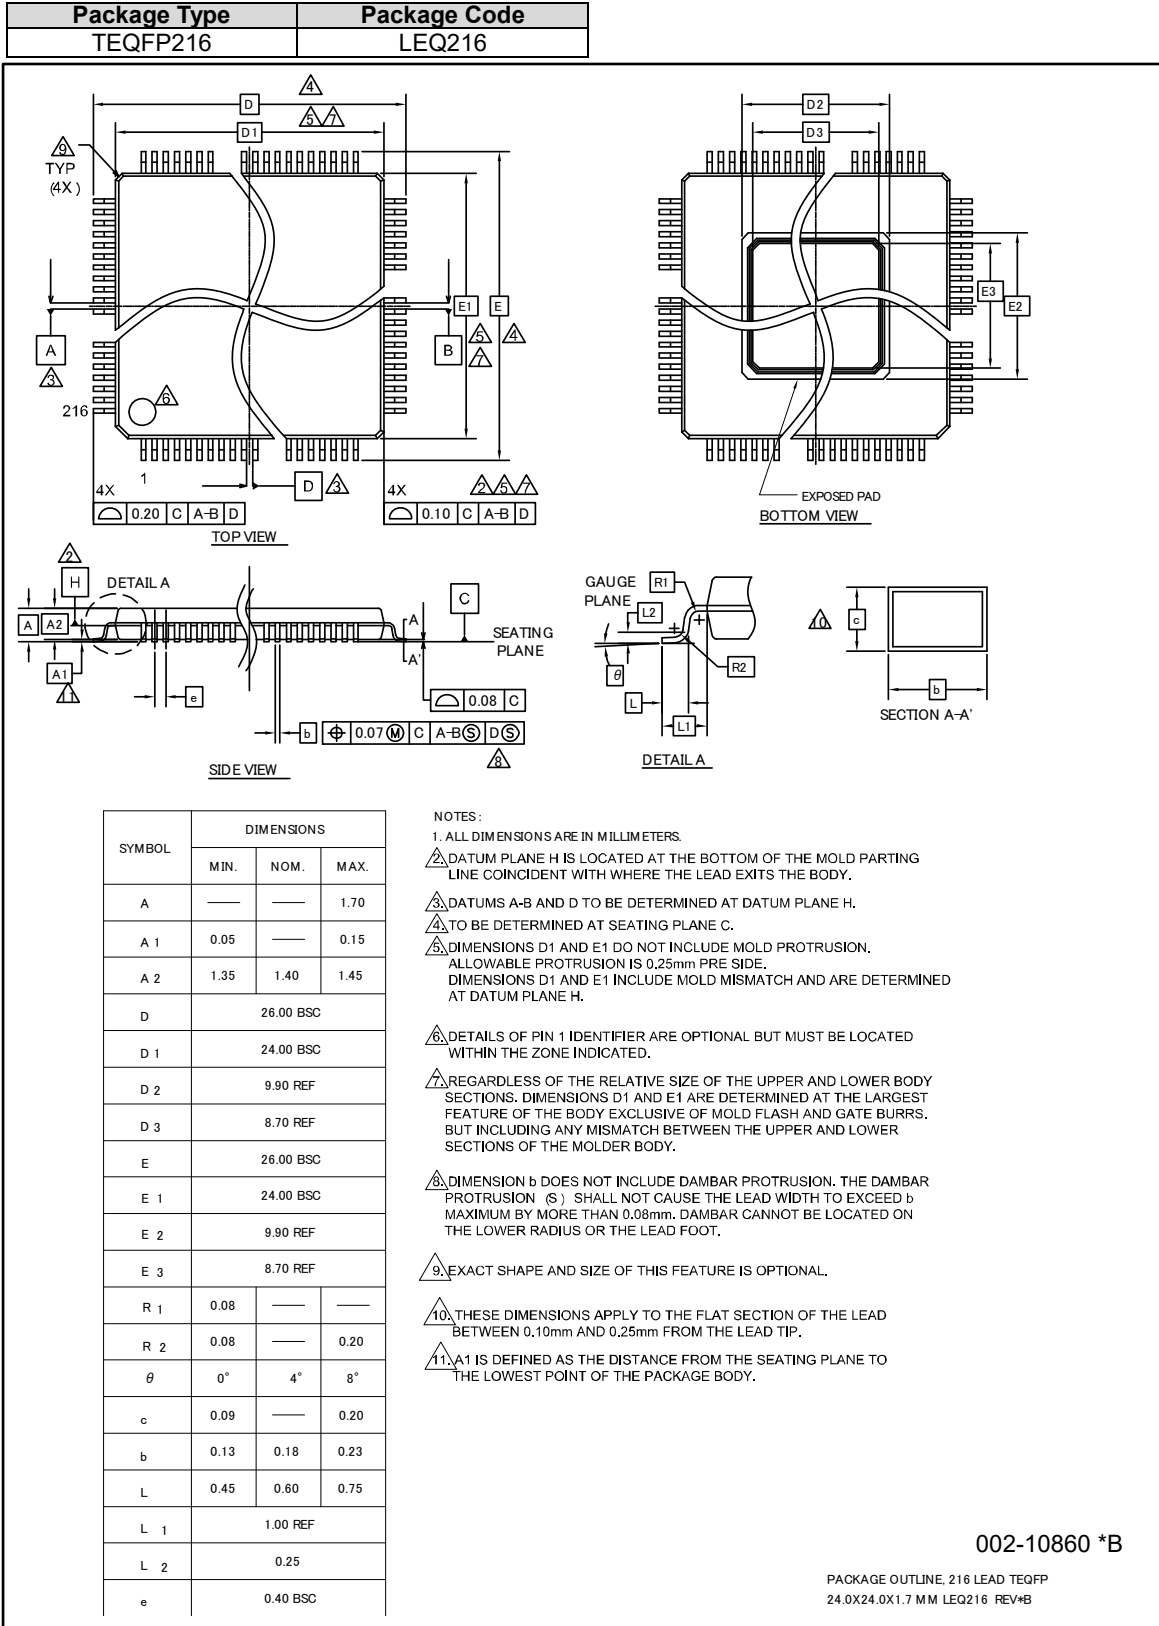 Package Type Package Code
TEQFP216 LEQ216
4
D
5 7
D1
9
TYP
(4X)
E1 E
A
3
B
5 4
7
6
216
1
D 3
4X
0.20 C A-B D
4X
2 5 7
0.10 C A-B D
TOP VIEW
D2
D3
E3
E2
EXPOSED PAD
BOTTOM VIEW
2
H DETAIL A
A A2
A1
11
e
C
A
A'
SEATING
PLANE
0.08 C
b 0.07 M C A-B S D S
8
SIDE VIEW
GAUGE
PLANE
R1
L2
R2
θ
L
L1
DETAIL A
10
c
b
SECTION A-A'
SYMBOL DIMENSIONS
MIN. NOM. MAX.
A — — 1.70
A 1 0.05 — 0.15
A 2 1.35 1.40 1.45
D 26.00 BSC
D 1 24.00 BSC
D 2 9.90 REF
D 3 8.70 REF
E 26.00 BSC
E 1 24.00 BSC
E 2 9.90 REF
E 3 8.70 REF
R 1 0.08 — —
R 2 0.08 — 0.20
θ 0° 4° 8°
c 0.09 — 0.20
b 0.13 0.18 0.23
L 0.45 0.60 0.75
L 1 1.00 REF
L 2 0.25
e 0.40 BSC
NOTES :
1. ALL DIMENSIONS ARE IN MILLIMETERS.
2. DATUM PLANE H IS LOCATED AT THE BOTTOM OF THE MOLD PARTING
LINE COINCIDENT WITH WHERE THE LEAD EXITS THE BODY.
3. DATUMS A-B AND D TO BE DETERMINED AT DATUM PLANE H.
4. TO BE DETERMINED AT SEATING PLANE C.
5. DIMENSIONS D1 AND E1 DO NOT INCLUDE MOLD PROTRUSION.
ALLOWABLE PROTRUSION IS 0.25mm PRE SIDE.
DIMENSIONS D1 AND E1 INCLUDE MOLD MISMATCH AND ARE DETERMINED
AT DATUM PLANE H.
6. DETAILS OF PIN 1 IDENTIFIER ARE OPTIONAL BUT MUST BE LOCATED
WITHIN THE ZONE INDICATED.
7. REGARDLESS OF THE RELATIVE SIZE OF THE UPPER AND LOWER BODY
SECTIONS. DIMENSIONS D1 AND E1 ARE DETERMINED AT THE LARGEST
FEATURE OF THE BODY EXCLUSIVE OF MOLD FLASH AND GATE BURRS.
BUT INCLUDING ANY MISMATCH BETWEEN THE UPPER AND LOWER
SECTIONS OF THE MOLDER BODY.
8. DIMENSION b DOES NOT INCLUDE DAMBAR PROTRUSION. THE DAMBAR
PROTRUSION (S) SHALL NOT CAUSE THE LEAD WIDTH TO EXCEED b
MAXIMUM BY MORE THAN 0.08mm. DAMBAR CANNOT BE LOCATED ON
THE LOWER RADIUS OR THE LEAD FOOT.
9. EXACT SHAPE AND SIZE OF THIS FEATURE IS OPTIONAL.
10. THESE DIMENSIONS APPLY TO THE FLAT SECTION OF THE LEAD
BETWEEN 0.10mm AND 0.25mm FROM THE LEAD TIP.
11. A1 IS DEFINED AS THE DISTANCE FROM THE SEATING PLANE TO
THE LOWEST POINT OF THE PACKAGE BODY.
002-10860 *B
PACKAGE OUTLINE, 216 LEAD TEQFP
24.0X24.0X1.7 MM LEQ216 REV*B